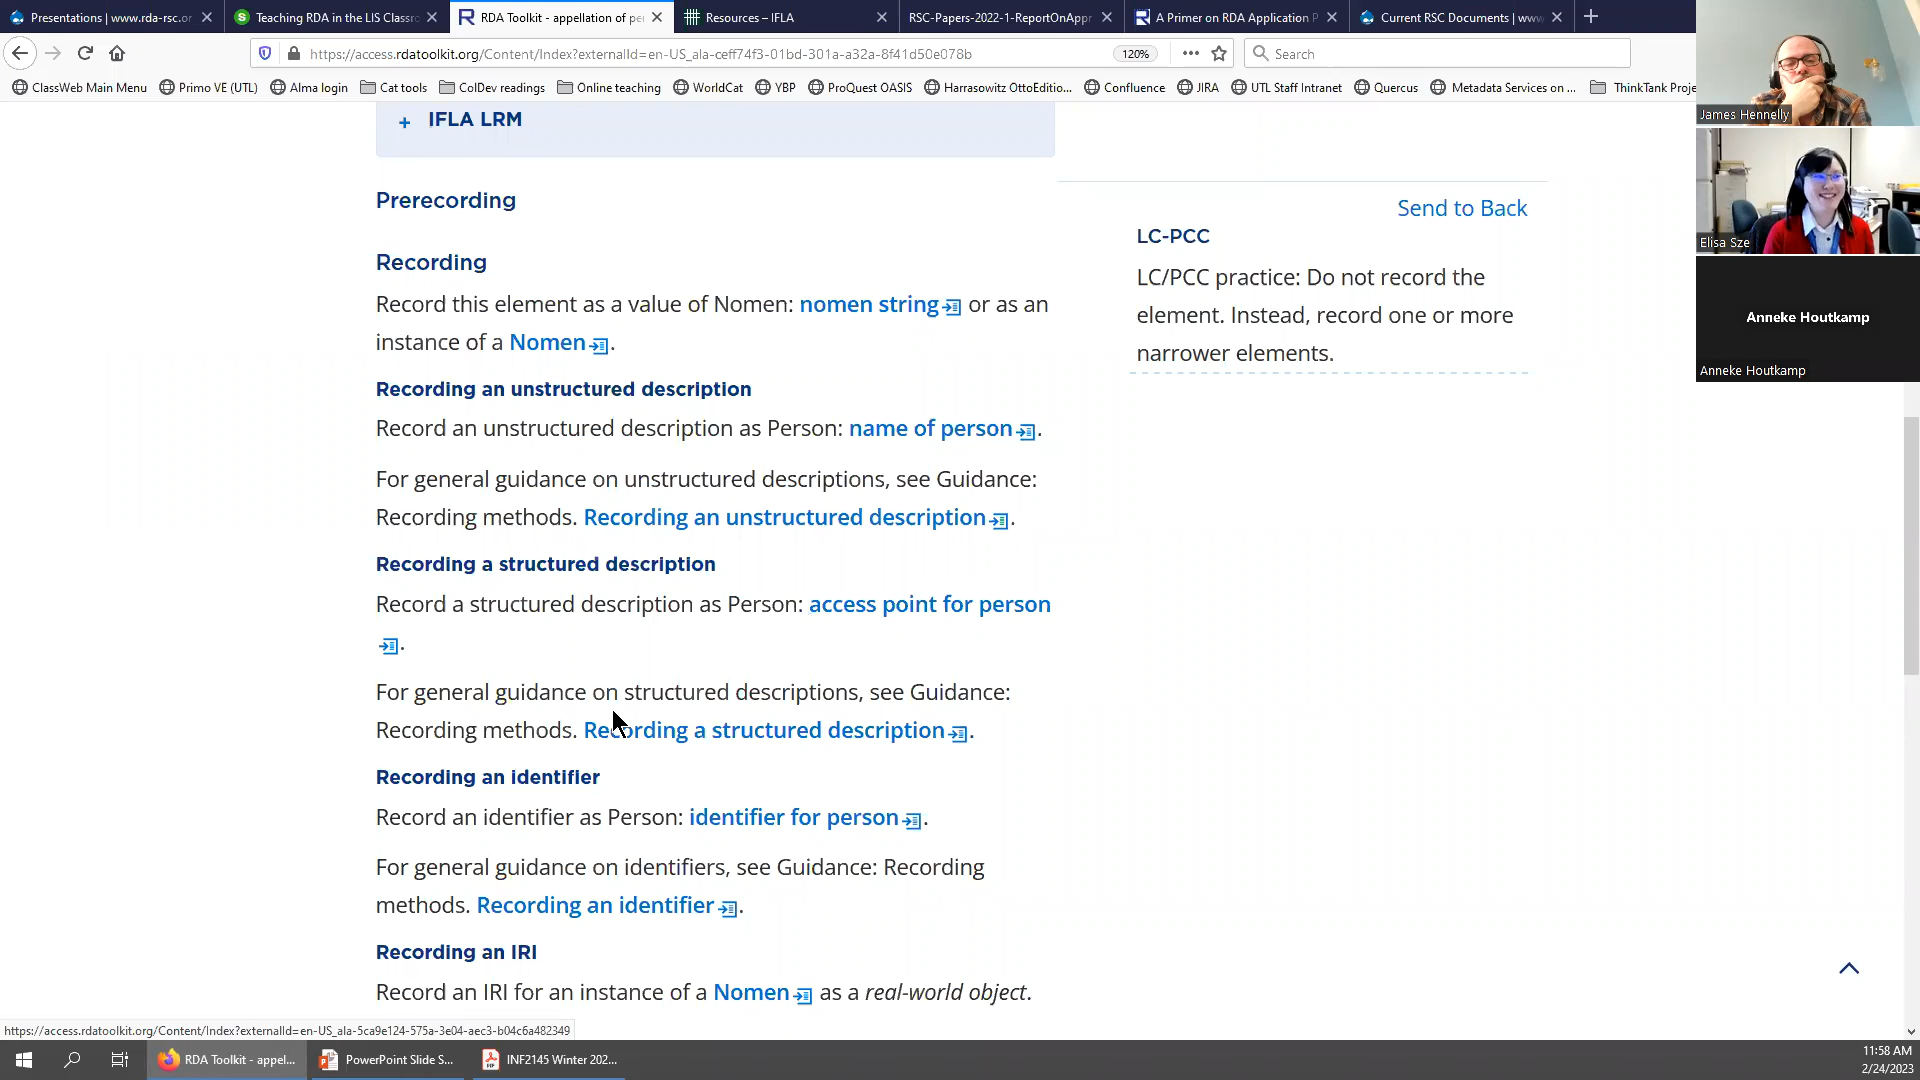 Presentations | www.rda-rsc.or
Teaching RDA in the LIS Classro
RDA Toolkit - appellation of pe
Resources – IFLA
RSC-Papers-2022-1-ReportOnAppr
A Primer on RDA Application P
Current RSC Documents | www
https://access.rdatoolkit.org/Content/Index?externalId=en-US_ala-ceff74f3-01bd-301a-a32a-8f41d50e078b
120%
Search
ClassWeb Main Menu
Primo VE (UTL)
Alma login
Cat tools
ColDev readings
Online teaching
WorldCat
YBP
ProQuest OASIS
Harrasowitz OttoEditio...
Confluence
JIRA
UTL Staff Intranet
Quercus
Metadata Services on ...
ThinkTank Proje
+ IFLA LRM
Prerecording
Recording
Record this element as a value of Nomen: nomen string or as an
instance of a Nomen.
Recording an unstructured description
Record an unstructured description as Person: name of person.
For general guidance on unstructured descriptions, see Guidance:
Recording methods. Recording an unstructured description.
Recording a structured description
Record a structured description as Person: access point for person
.
For general guidance on structured descriptions, see Guidance:
Recording methods. Recording a structured description.
Recording an identifier
Record an identifier as Person: identifier for person.
For general guidance on identifiers, see Guidance: Recording
methods. Recording an identifier.
Recording an IRI
Record an IRI for an instance of a Nomen as a real-world object.
Send to Back
LC-PCC
LC/PCC practice: Do not record the
element. Instead, record one or more
narrower elements.
James Hennelly
Elisa Sze
Anneke Houtkamp
Anneke Houtkamp
https://access.rdatoolkit.org/Content/Index?externalId=en-US_ala-5ca9e124-575a-3e04-aec3-b04c6a482349
RDA Toolkit - appel...
PowerPoint Slide S...
INF2145 Winter 202...
11:58 AM
2/24/2023